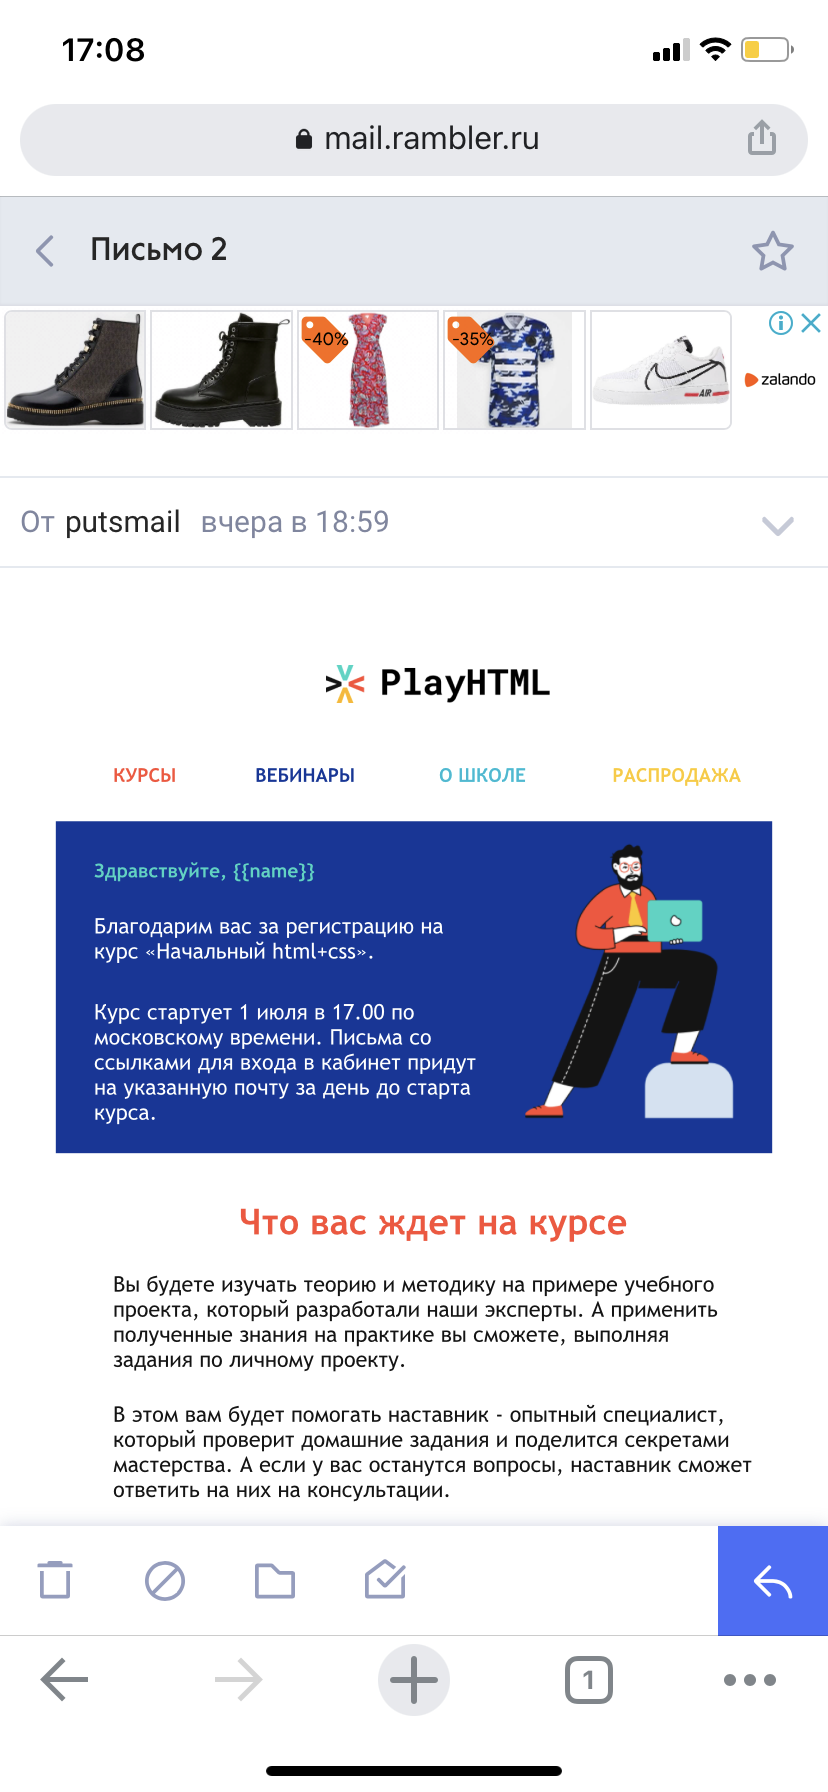 17:08
mail.rambler.ru
Письмо 2
-40%
-35%
AIR
zalando
От putsmail вчера в 18:59
PlayHTML
КУРСЫ ВЕБИНАРЫ О ШКОЛЕ РАСПРОДАЖА
Здравствуйте, {{name}}
Благодарим вас за регистрацию на
курс «Начальный html+css».
Курс стартует 1 июля в 17.00 по
московскому времени. Письма со
ссылками для входа в кабинет придут
на указанную почту за день до старта
курса.
Что вас ждет на курсе
Вы будете изучать теорию и методику на примере учебного
проекта, который разработали наши эксперты. А применить
полученные знания на практике вы сможете, выполняя
задания по личному проекту.
В этом вам будет помогать наставник - опытный специалист,
который проверит домашние задания и поделится секретами
мастерства. А если у вас останутся вопросы, наставник сможет
ответить на них на консультации.
1